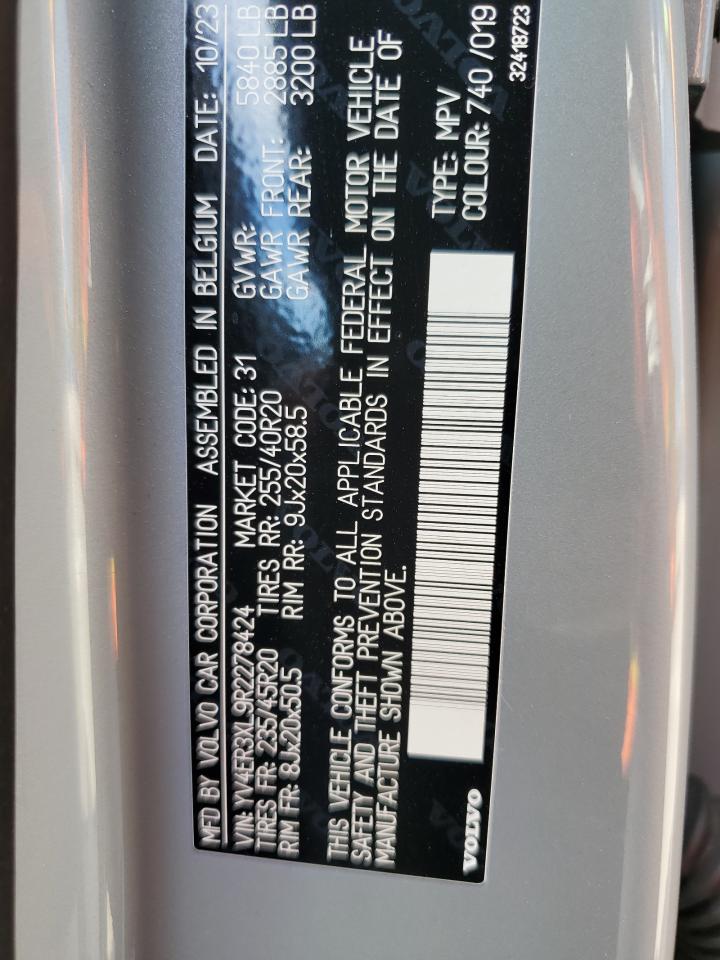 MFD BY VOLVO CAR CORPORATION ASSEMBLED IN BELGIUM DATE: 10/23
VIN: YV4ER3XL9R2278424 MARKET CODE: 31 GVWR: 5840 LB
TIRES FR: 235/45R20 TIRES RR: 255/40R20 GAWR FRONT: 2885 LB
RIM FR: 8Jx20x50.5 RIM RR: 9Jx20x58.5 GAWR REAR: 3200 LB
THIS VEHICLE CONFORMS TO ALL APPLICABLE FEDERAL MOTOR VEHICLE
SAFETY AND THEFT PREVENTION STANDARDS IN EFFECT ON THE DATE OF
MANUFACTURE SHOWN ABOVE.
TYPE: MPV
COLOUR: 740 /019
VOLVO
32418723